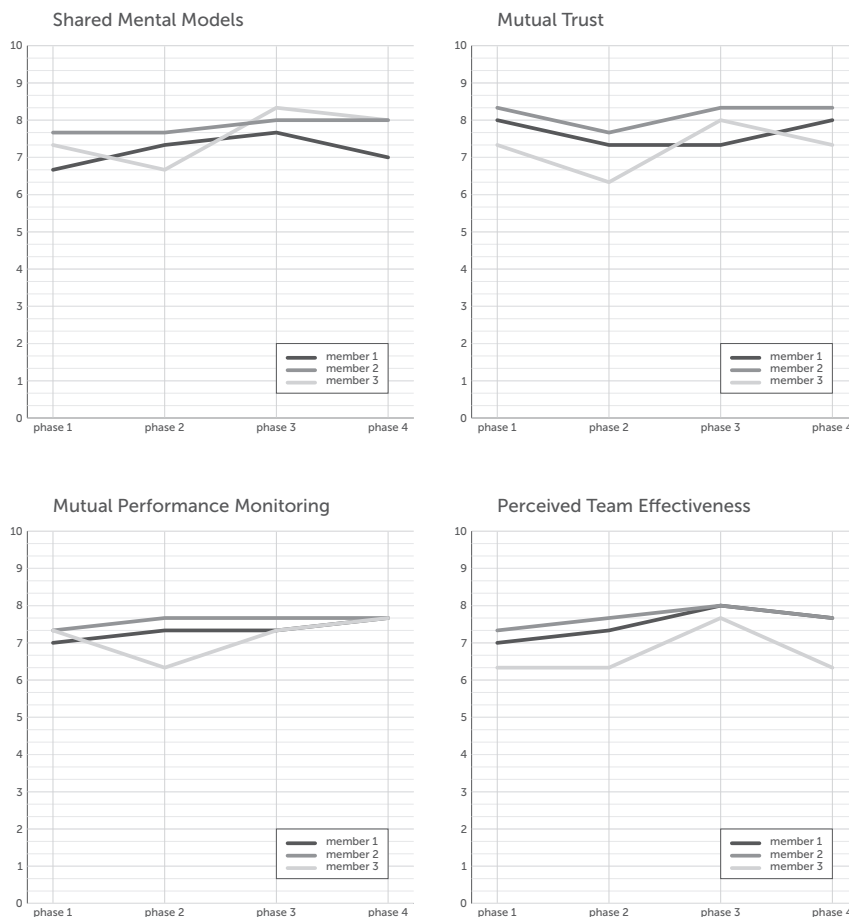 Shared Mental Models
10
9
8
7
6
5
4
3
2
1
0
member 1
member 2
member 3
phase 1 phase 2 phase 3 phase 4
Mutual Trust
10
9
8
7
6
5
4
3
2
1
0
member 1
member 2
member 3
phase 1 phase 2 phase 3 phase 4
Mutual Performance Monitoring
10
9
8
7
6
5
4
3
2
1
0
member 1
member 2
member 3
phase 1 phase 2 phase 3 phase 4
Perceived Team Effectiveness
10
9
8
7
6
5
4
3
2
1
0
member 1
member 2
member 3
phase 1 phase 2 phase 3 phase 4